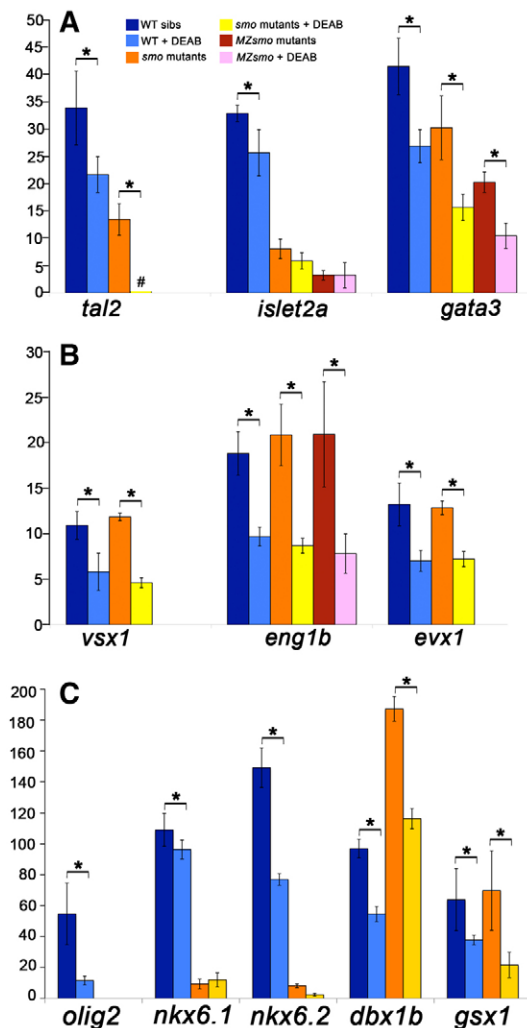 A
WT sibs
WT + DEAB
smo mutants
smo mutants + DEAB
MZsmo mutants
MZsmo + DEAB
50
45
40
35
30
25
20
15
10
5
0
* * # * * * *
tal2 islet2a gata3
B
30
25
20
15
10
5
0
* * * * * * *
vsx1 eng1b evx1
C
200
180
160
140
120
100
80
60
40
20
0
* * * * * * *
olig2 nkx6.1 nkx6.2 dbx1b gsx1